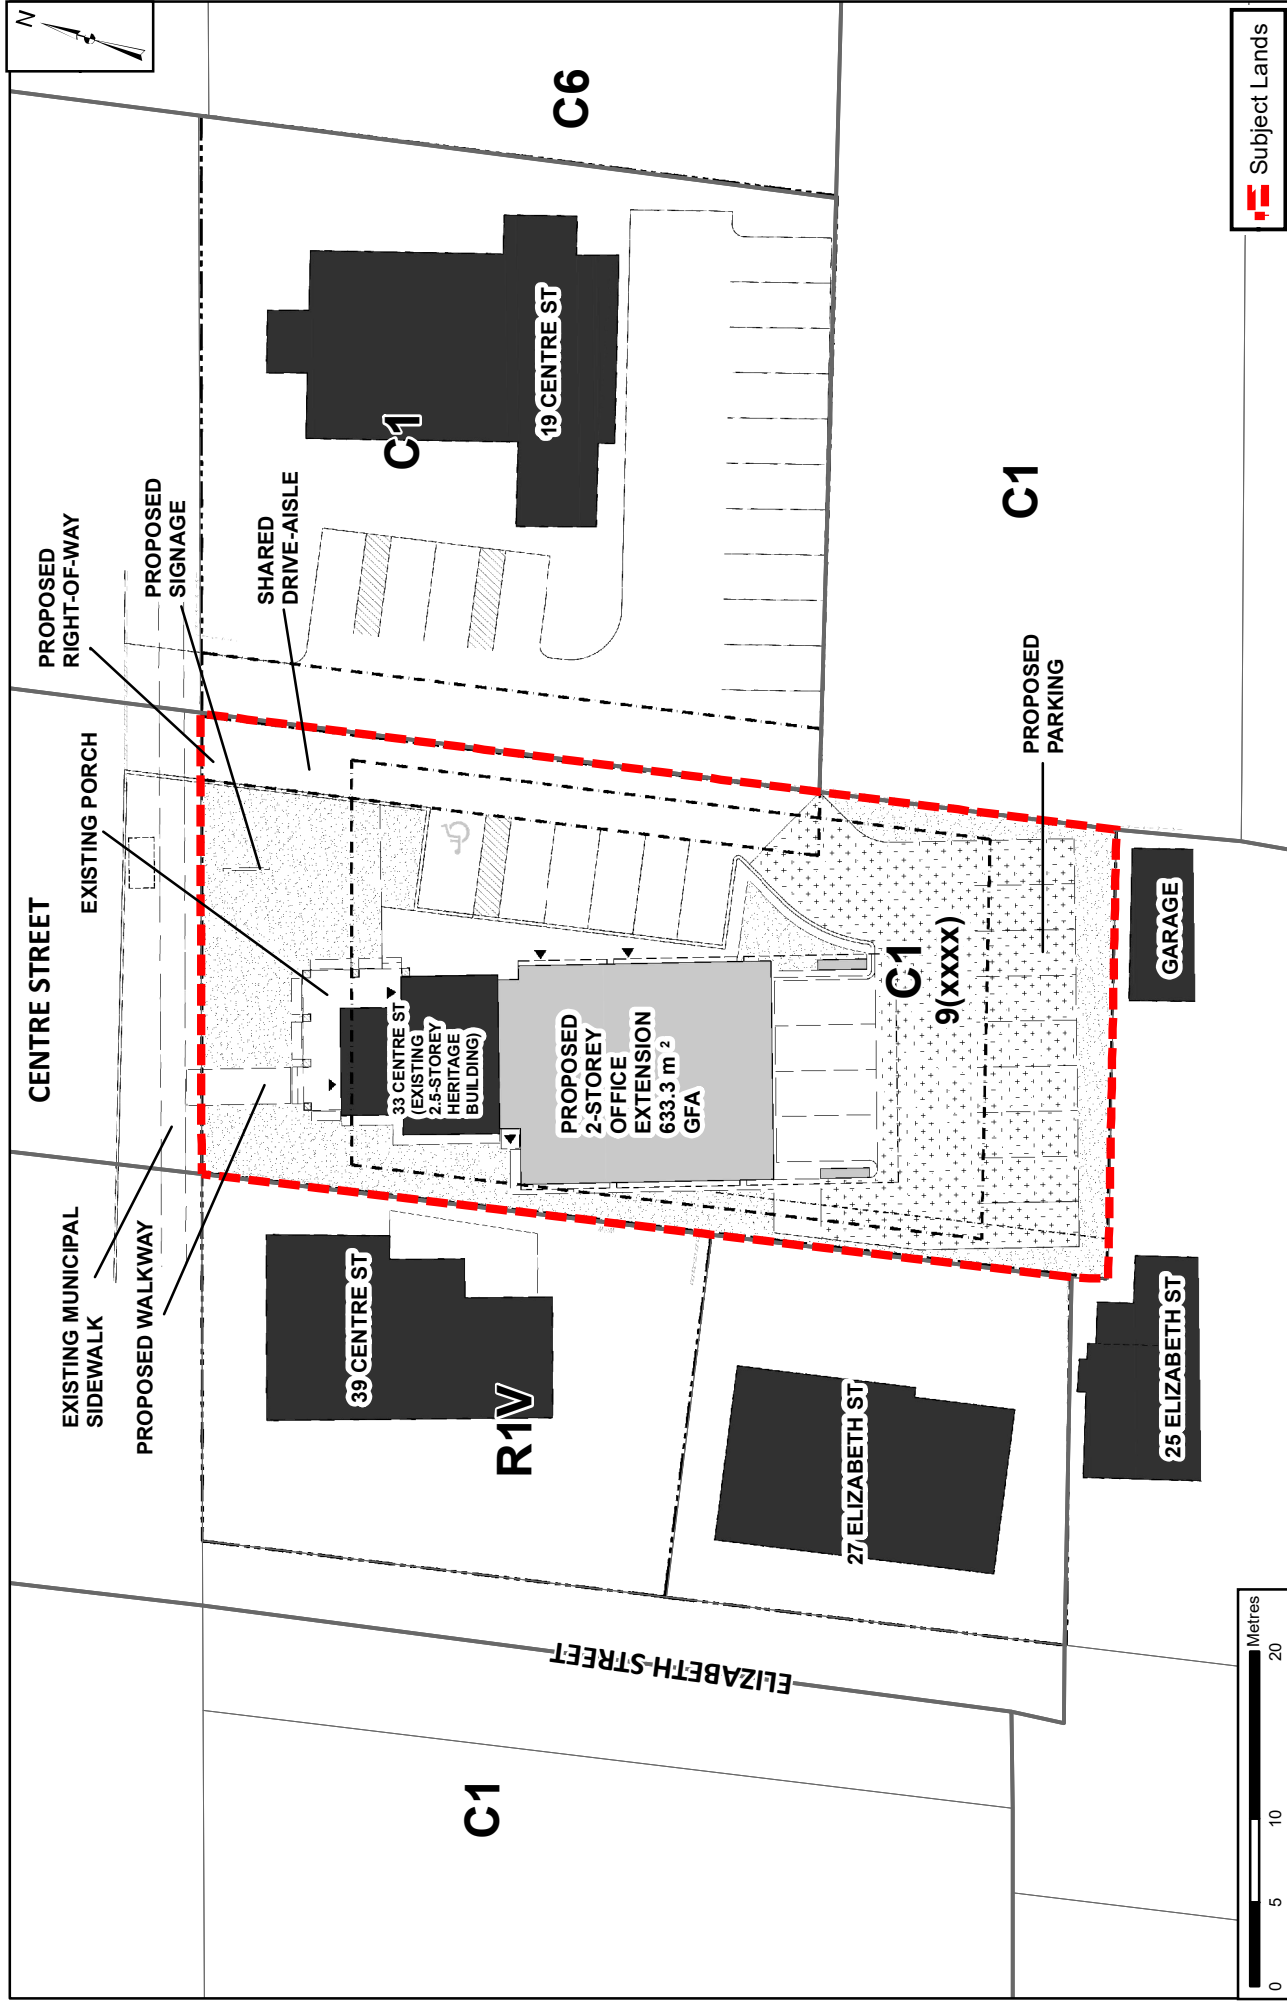 N
CENTRE STREET
EXISTING MUNICIPAL
SIDEWALK
PROPOSED WALKWAY
EXISTING PORCH
PROPOSED
RIGHT-OF-WAY
PROPOSED
SIGNAGE
SHARED
DRIVE-AISLE
C6
C1
19 CENTRE ST
39 CENTRE ST
R1V
33 CENTRE ST
(EXISTING
2.5-STOREY
HERITAGE
BUILDING)
PROPOSED
2-STOREY
OFFICE
EXTENSION
633.3 m 2
GFA
C1
ELIZABETH STREET
27 ELIZABETH ST
C1
9(XXXX)
PROPOSED
PARKING
C1
25 ELIZABETH ST
GARAGE
Metres
0 5 10 20
Subject Lands